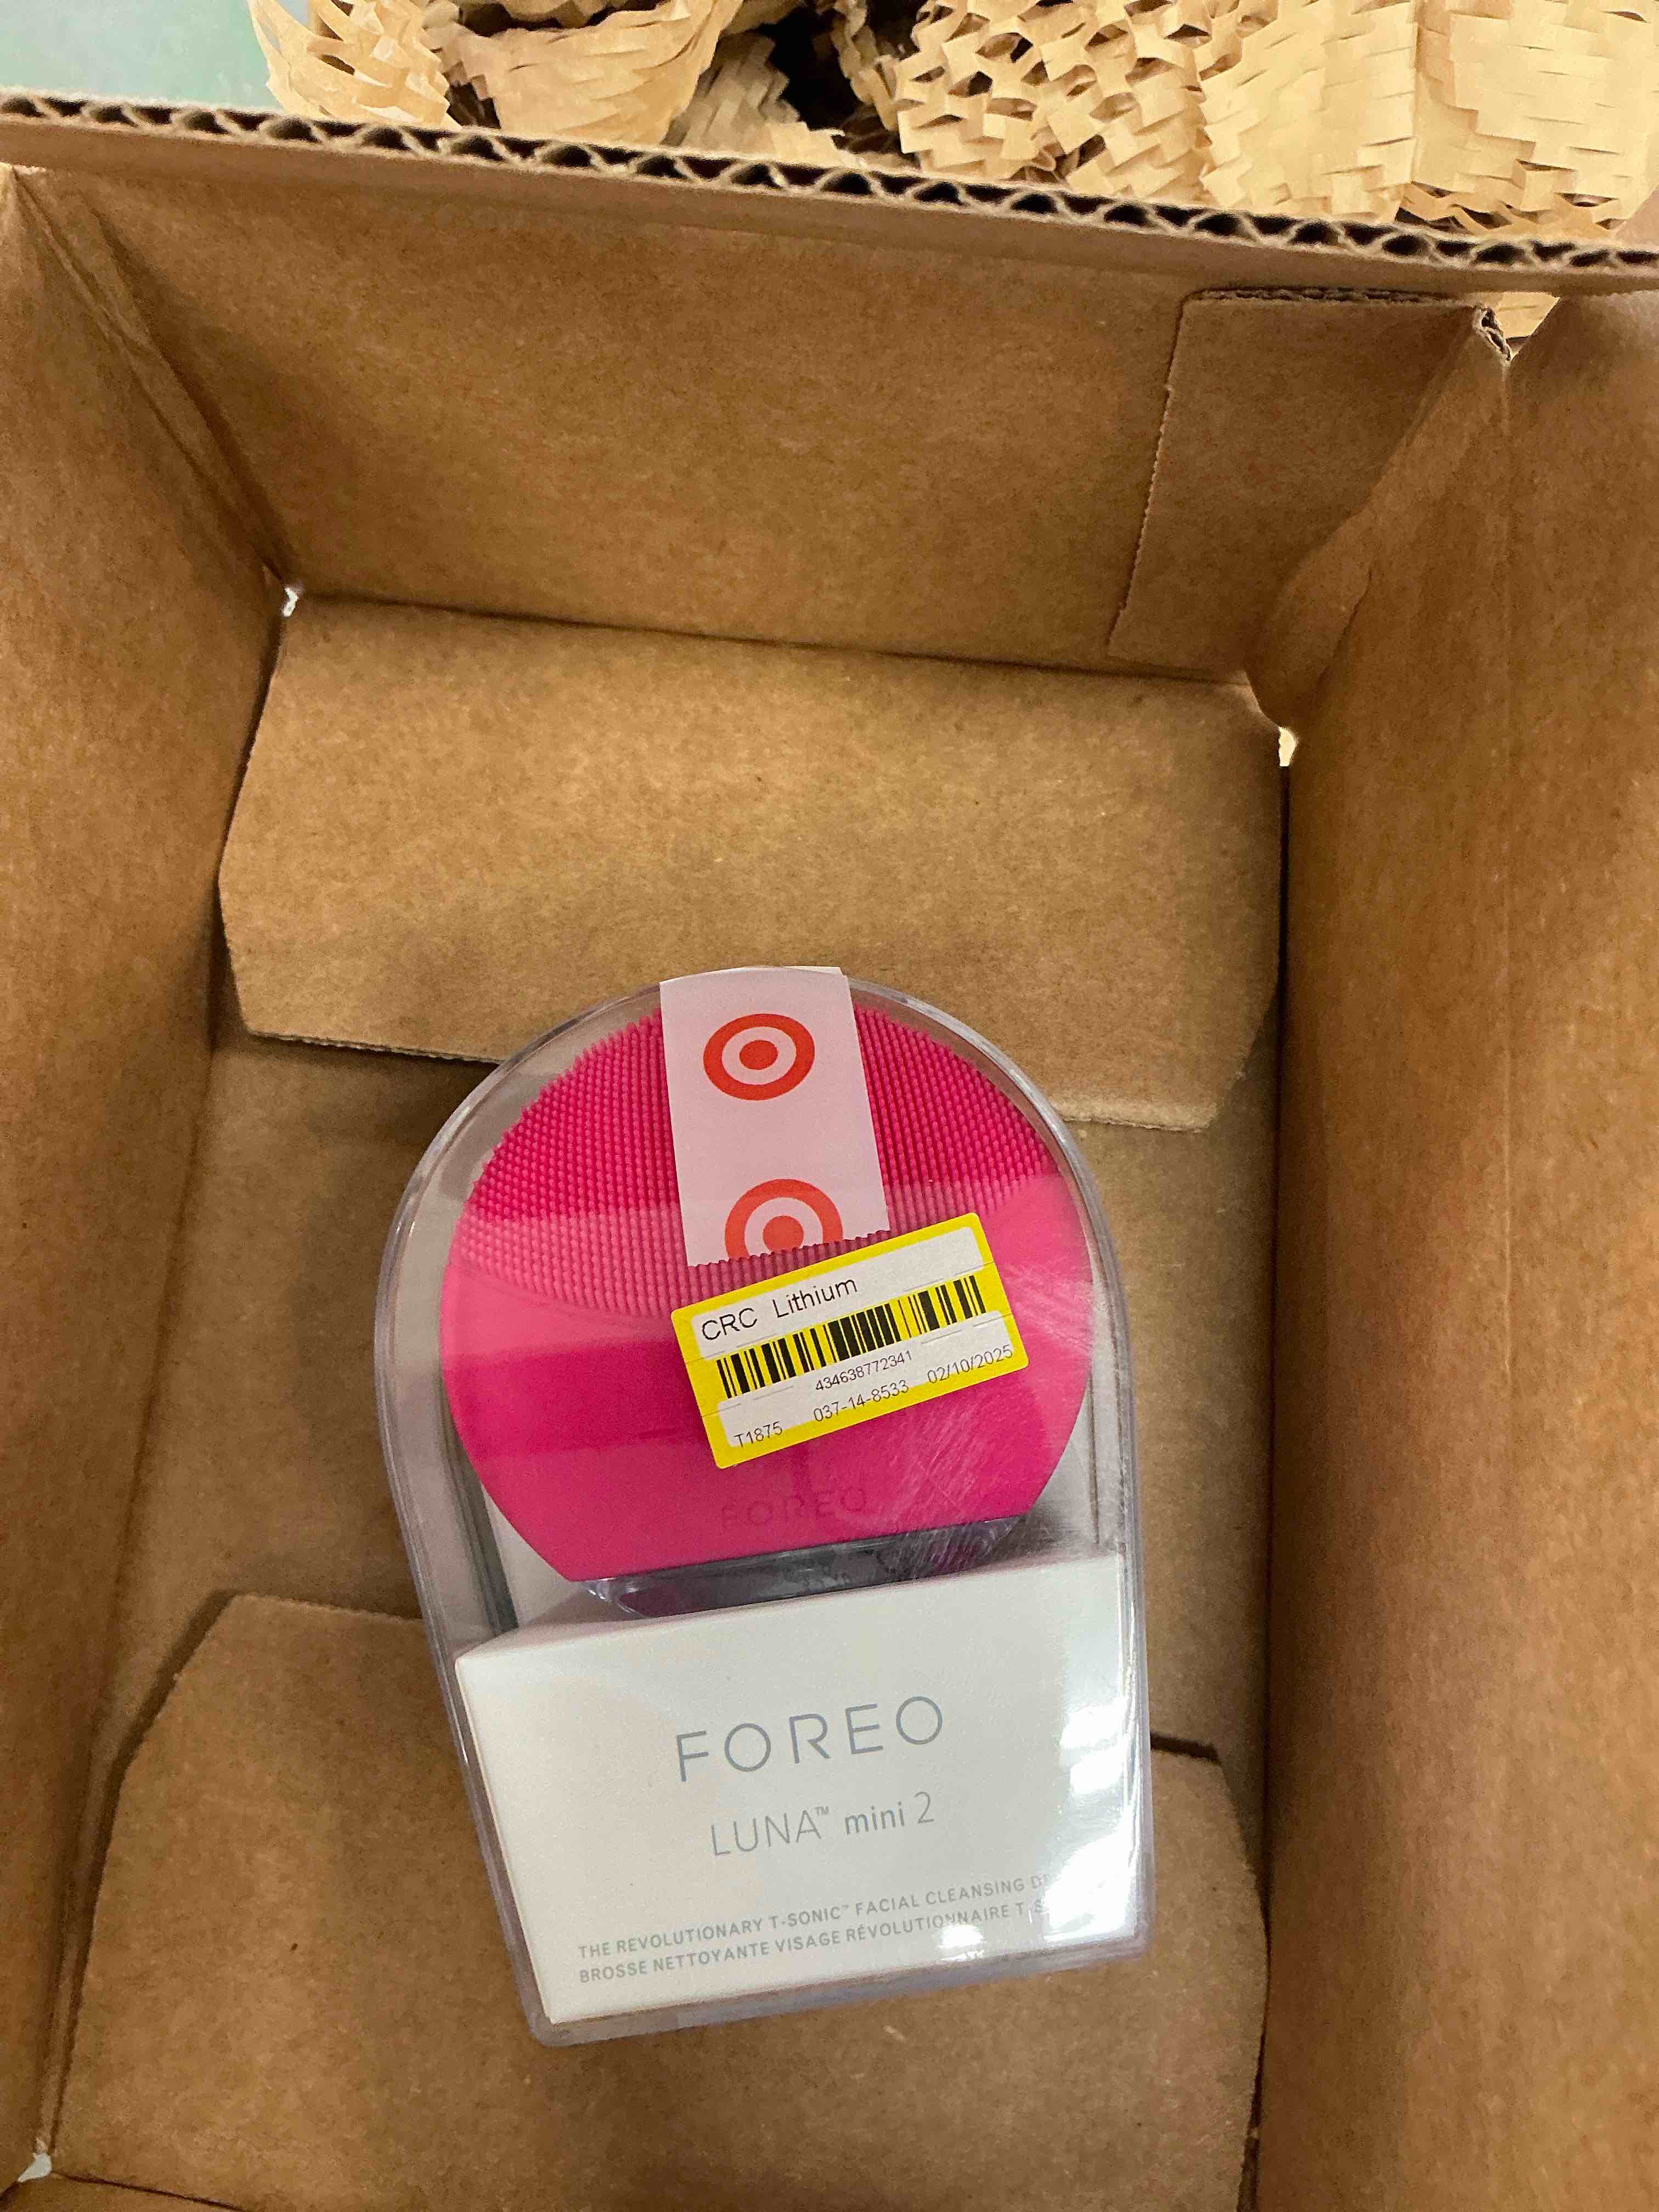 CRC Lithium
434638772341
T1875 037-14-8533 02/10/2025
FOREO
FOREO
LUNA™ mini 2
THE REVOLUTIONARY T-SONIC™ FACIAL CLEANSING
BROSSE NETTOYANTE VISAGE RÉVOLUTIONNAIRE